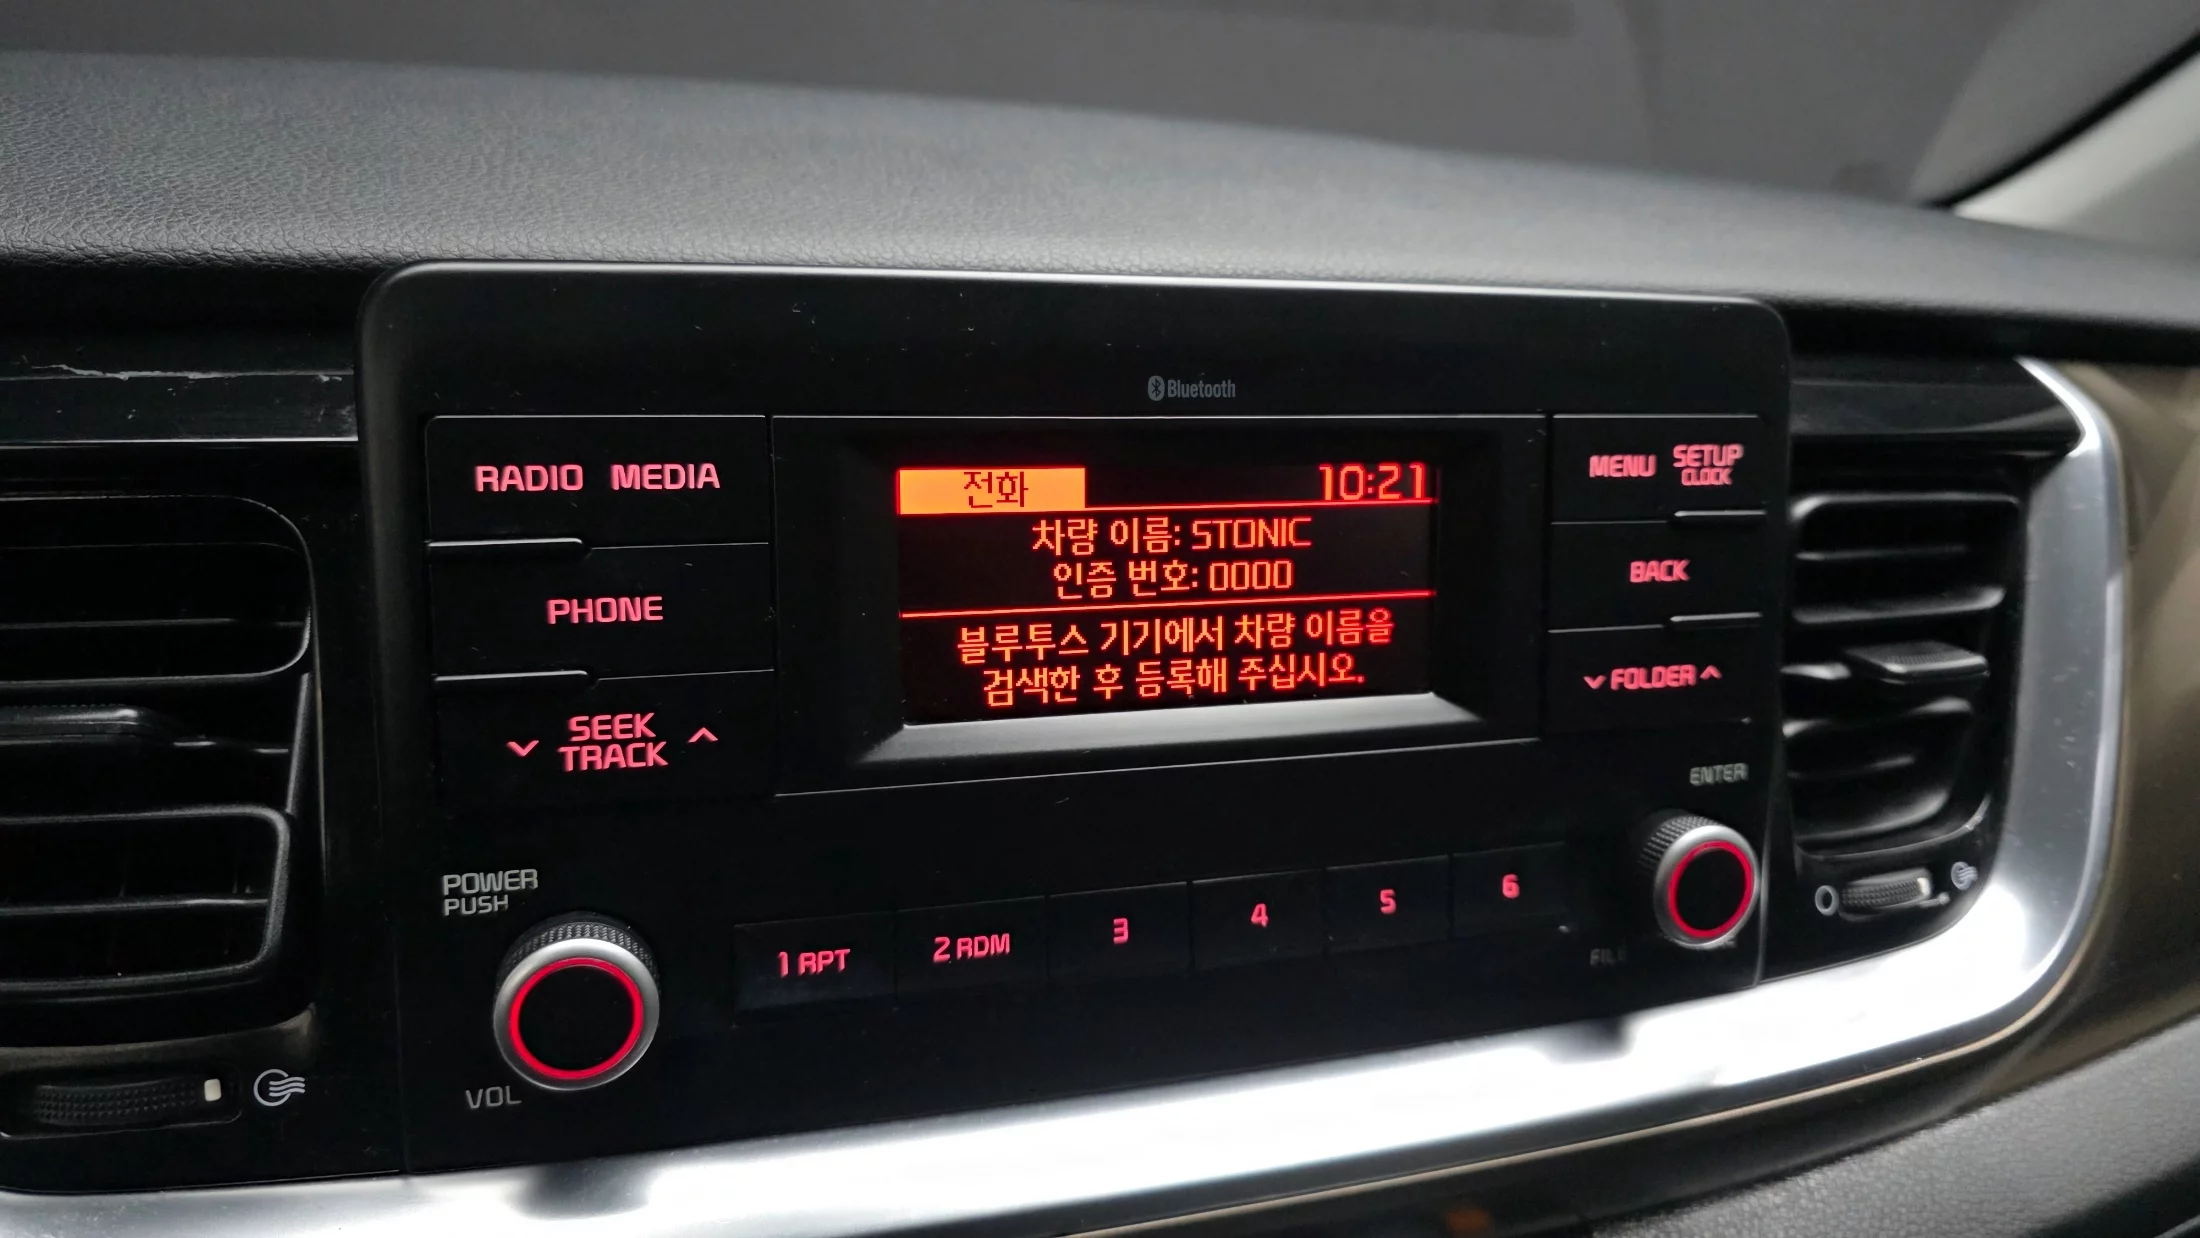 Bluetooth
RADIO MEDIA
전화 10:21
MENU SETUP
CLOCK
차량 이름: STONIC
인증 번호: 0000
PHONE
BACK
블루투스 기기에서 차량 이름을
검색한 후 등록해 주십시오.
SEEK
TRACK
FOLDER
ENTER
POWER
PUSH
VOL
1 RPT
2 RDM
3
4
5
6